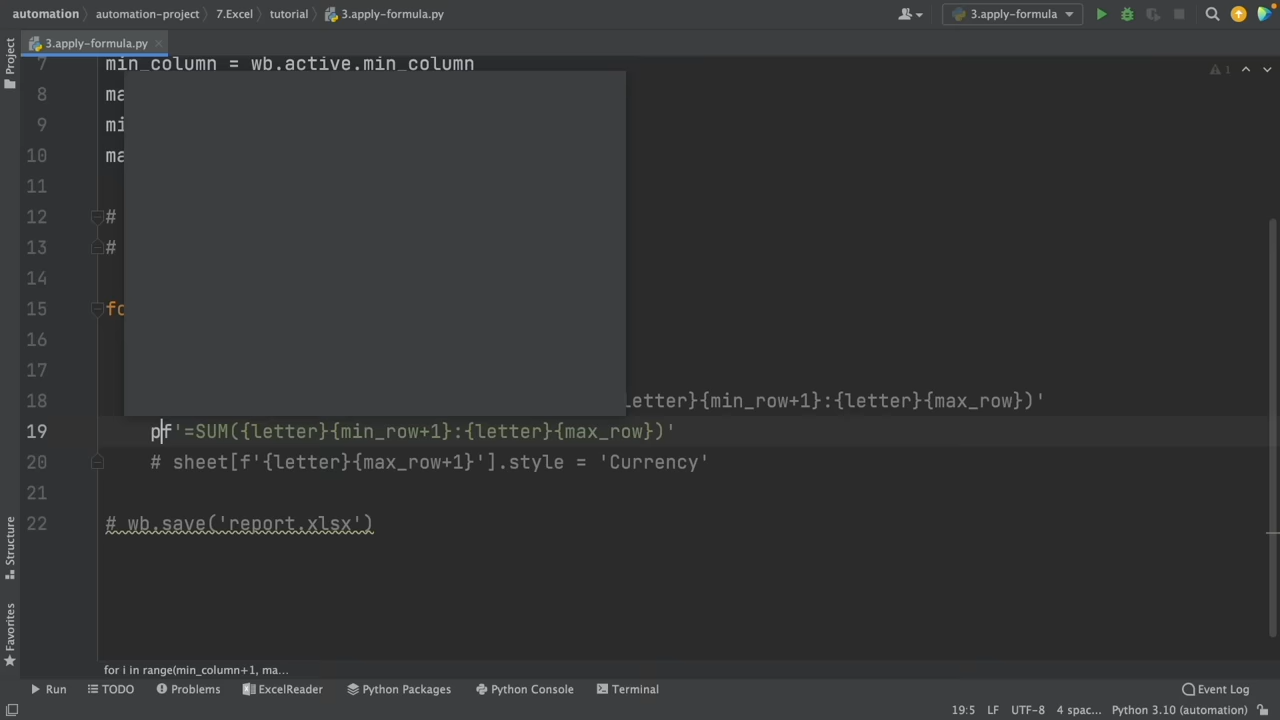 automation automation-project 7.Excel tutorial 3.apply-formula.py 3.apply-formula
3.apply-formula.py
Project
7 min_column = wb.active.min_column
1
8 ma
9 mi
10 ma
11
12 #
13 #
14
15 fo
16
17
18 letter}{min_row+1}:{letter}{max_row})'
19 pf'=SUM({letter}{min_row+1}:{letter}{max_row})'
20 # sheet[f'{letter}{max_row+1}'].style = 'Currency'
21
22 # wb.save('report.xlsx')
Structure
Favorites
for i in range(min_column+1, ma...
Run TODO Problems ExcelReader Python Packages Python Console Terminal Event Log
19:5 LF UTF-8 4 spac... Python 3.10 (automation)